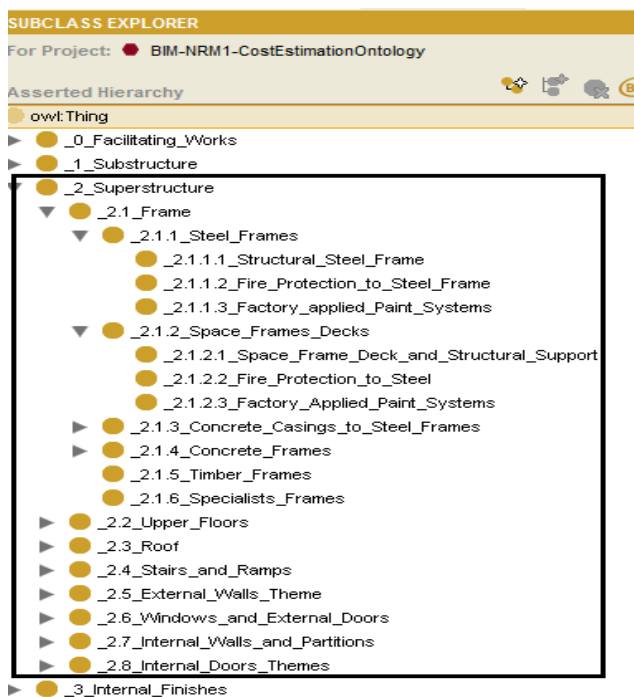 SUBCLASS EXPLORER
For Project: BIM-NRM1-CostEstimationOntology
Asserted Hierarchy
owl:Thing
_0_Facilitating_Works
_1_Substructure
_2_Superstructure
_2.1_Frame
_2.1.1_Steel_Frames
_2.1.1.1_Structural_Steel_Frame
_2.1.1.2_Fire_Protection_to_Steel_Frame
_2.1.1.3_Factory_applied_Paint_Systems
_2.1.2_Space_Frames_Decks
_2.1.2.1_Space_Frame_Deck_and_Structural_Support
_2.1.2.2_Fire_Protection_to_Steel
_2.1.2.3_Factory_Applied_Paint_Systems
_2.1.3_Concrete_Casings_to_Steel_Frames
_2.1.4_Concrete_Frames
_2.1.5_Timber_Frames
_2.1.6_Specialists_Frames
_2.2_Upper_Floors
_2.3_Roof
_2.4_Stairs_and_Ramps
_2.5_External_Walls_Theme
_2.6_Windows_and_External_Doors
_2.7_Internal_Walls_and_Partitions
_2.8_Internal_Doors_Themes
_3_Internal_Finishes